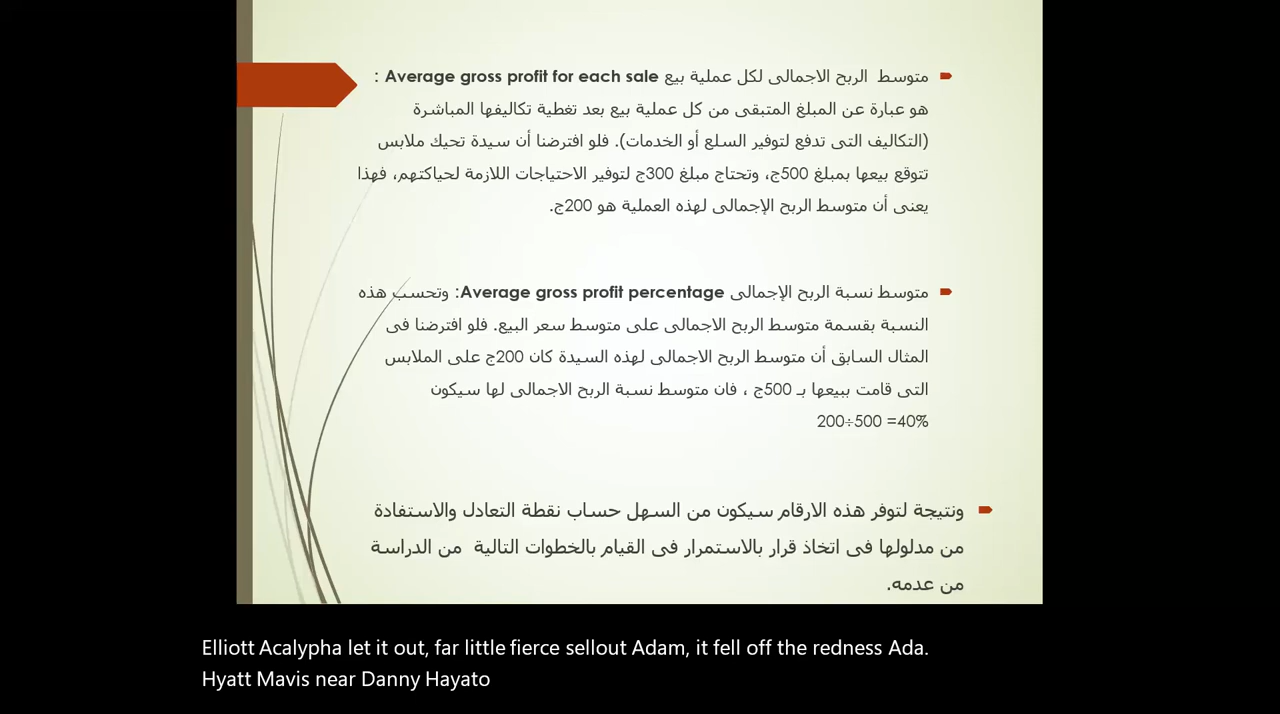 متوسط الربح الاجمالى لكل عملية بيع Average gross profit for each sale :
هو عبارة عن المبلغ المتبقى من كل عملية بيع بعد تغطية تكاليفها المباشرة
(التكاليف التى تدفع لتوفير السلع أو الخدمات). فلو افترضنا أن سيدة تحيك ملابس
تتوقع بيعها بمبلغ 500ج، وتحتاج مبلغ 300ج لتوفير الاحتياجات اللازمة لحياكتهم، فهذا
يعنى أن متوسط الربح الإجمالى لهذه العملية هو 200ج.
متوسط نسبة الربح الإجمالى Average gross profit percentage: وتحسب هذه
النسبة بقسمة متوسط الربح الاجمالى على متوسط سعر البيع. فلو افترضنا فى
المثال السابق أن متوسط الربح الاجمالى لهذه السيدة كان 200ج على الملابس
التى قامت ببيعها بـ 500ج ، فان متوسط نسبة الربح الاجمالى لها سيكون
200÷500 =40%
ونتيجة لتوفر هذه الارقام سيكون من السهل حساب نقطة التعادل والاستفادة
من مدلولها فى اتخاذ قرار بالاستمرار فى القيام بالخطوات التالية من الدراسة
من عدمه.
Elliott Acalypha let it out, far little fierce sellout Adam, it fell off the redness Ada.
Hyatt Mavis near Danny Hayato